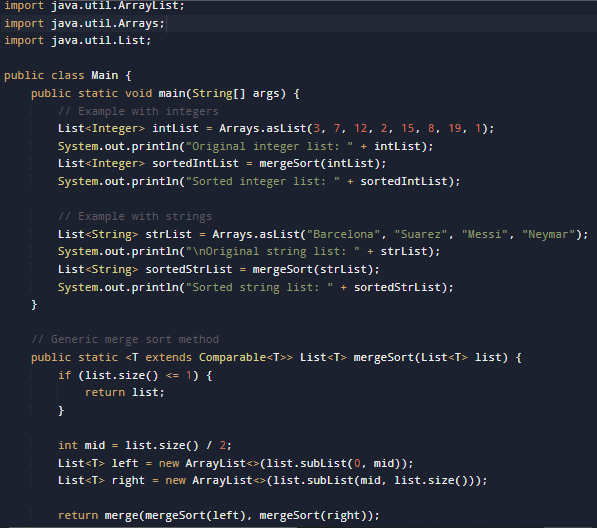 import java.util.ArrayList;
import java.util.Arrays;
import java.util.List;

public class Main {
    public static void main(String[] args) {
        // Example with integers
        List<Integer> intList = Arrays.asList(3, 7, 12, 2, 15, 8, 19, 1);
        System.out.println("Original integer list: " + intList);
        List<Integer> sortedIntList = mergeSort(intList);
        System.out.println("Sorted integer list: " + sortedIntList);

        // Example with strings
        List<String> strList = Arrays.asList("Barcelona", "Suarez", "Messi", "Neymar");
        System.out.println("\nOriginal string list: " + strList);
        List<String> sortedStrList = mergeSort(strList);
        System.out.println("Sorted string list: " + sortedStrList);
    }

    // Generic merge sort method
    public static <T extends Comparable<T>> List<T> mergeSort(List<T> list) {
        if (list.size() <= 1) {
            return list;
        }

        int mid = list.size() / 2;
        List<T> left = new ArrayList<>(list.subList(0, mid));
        List<T> right = new ArrayList<>(list.subList(mid, list.size()));

        return merge(mergeSort(left), mergeSort(right));